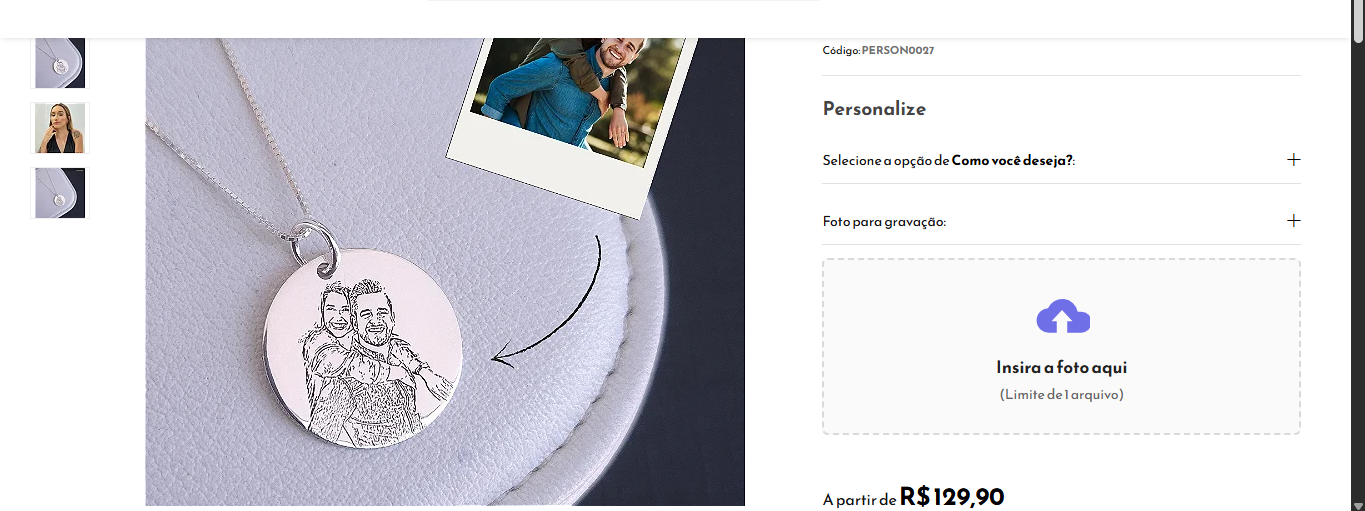 Código: PERSON0027
Personalize
Selecione a opção de Como você deseja?:
Foto para gravação:
Insira a foto aqui
(Limite de 1 arquivo)
A partir de R$ 129,90